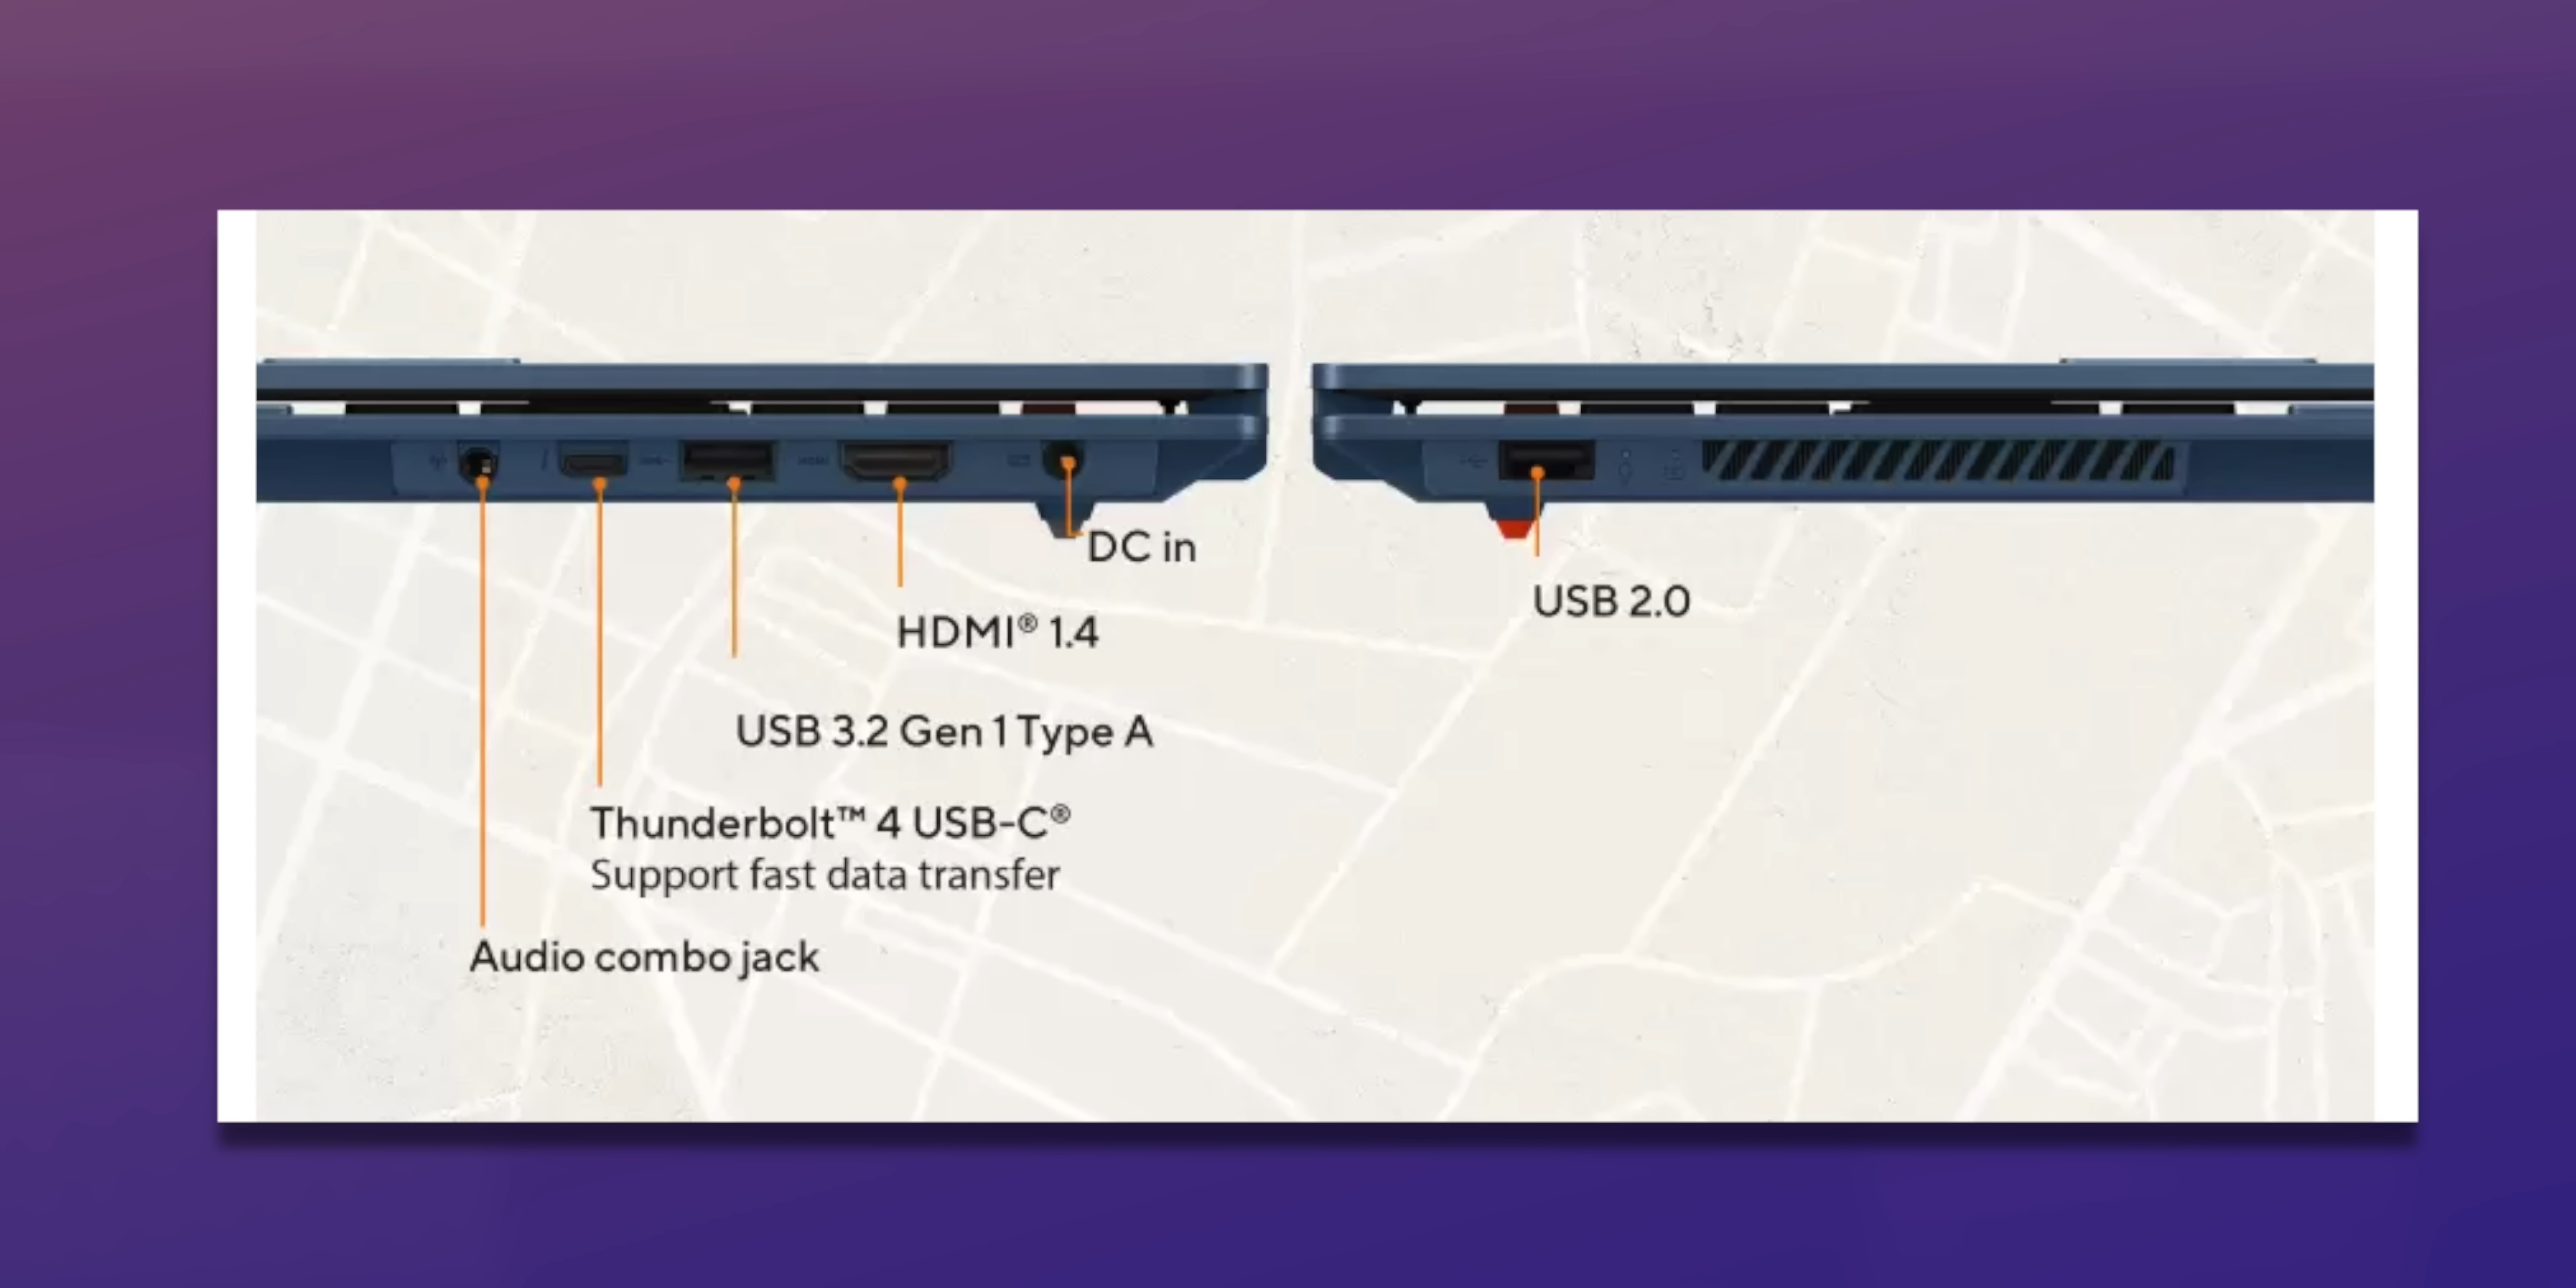 DC in
HDMI® 1.4
USB 3.2 Gen 1 Type A
Thunderbolt™ 4 USB-C®
Support fast data transfer
Audio combo jack
USB 2.0